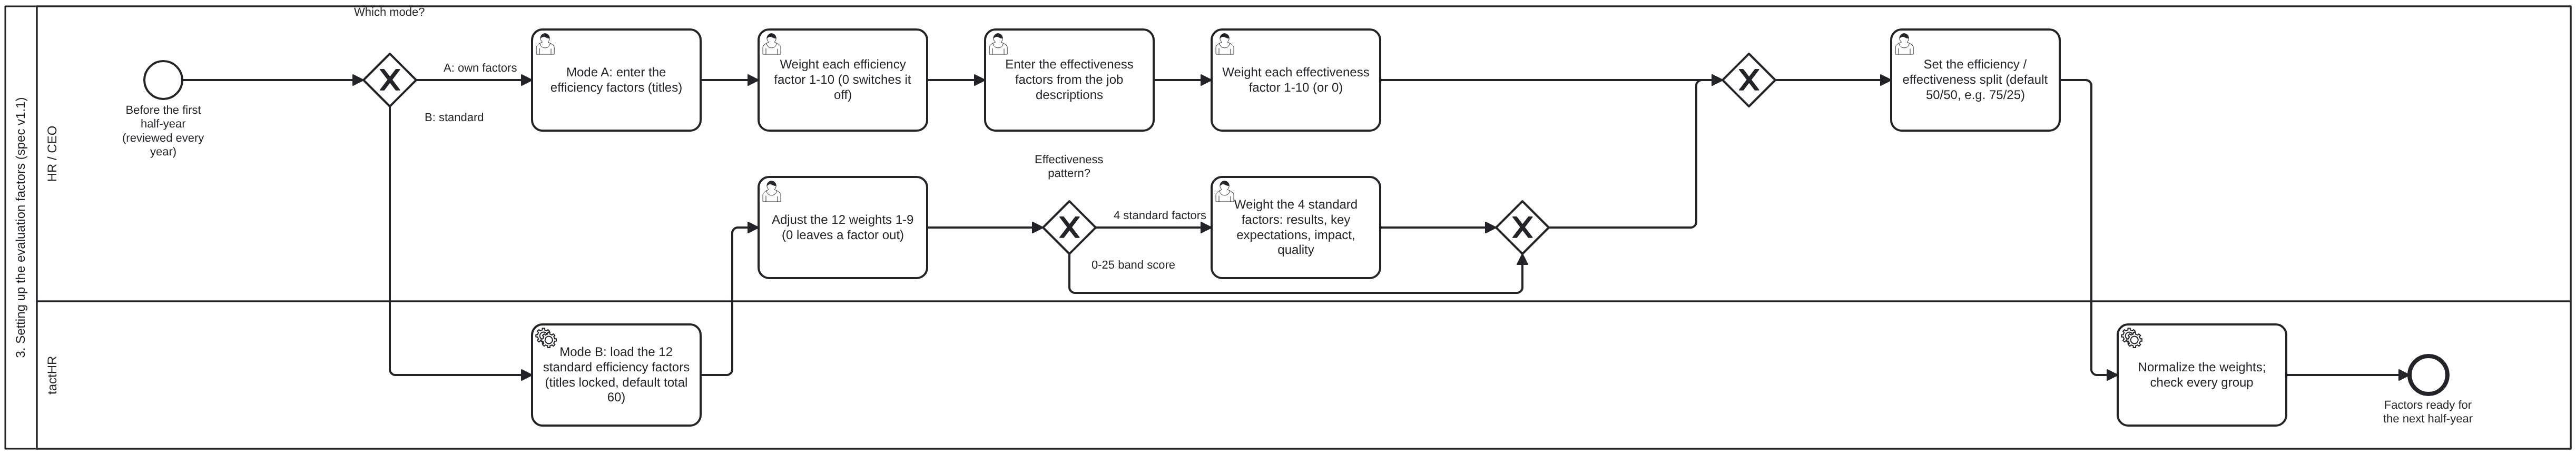 3. Setting up the evaluation factors (spec v1.1)
HR / CEO
tactHR
Before the first
half-year
(reviewed every
year)
Which mode?
A: own factors
B: standard
Mode A: enter the
efficiency factors (titles)
Weight each efficiency
factor 1-10 (0 switches it
off)
Enter the effectiveness
factors from the job
descriptions
Weight each effectiveness
factor 1-10 (or 0)
Set the efficiency /
effectiveness split (default
50/50, e.g. 75/25)
Adjust the 12 weights 1-9
(0 leaves a factor out)
Effectiveness
pattern?
4 standard factors
0-25 band score
Weight the 4 standard
factors: results, key
expectations, impact,
quality
Mode B: load the 12
standard efficiency factors
(titles locked, default total
60)
Normalize the weights;
check every group
Factors ready for
the next half-year